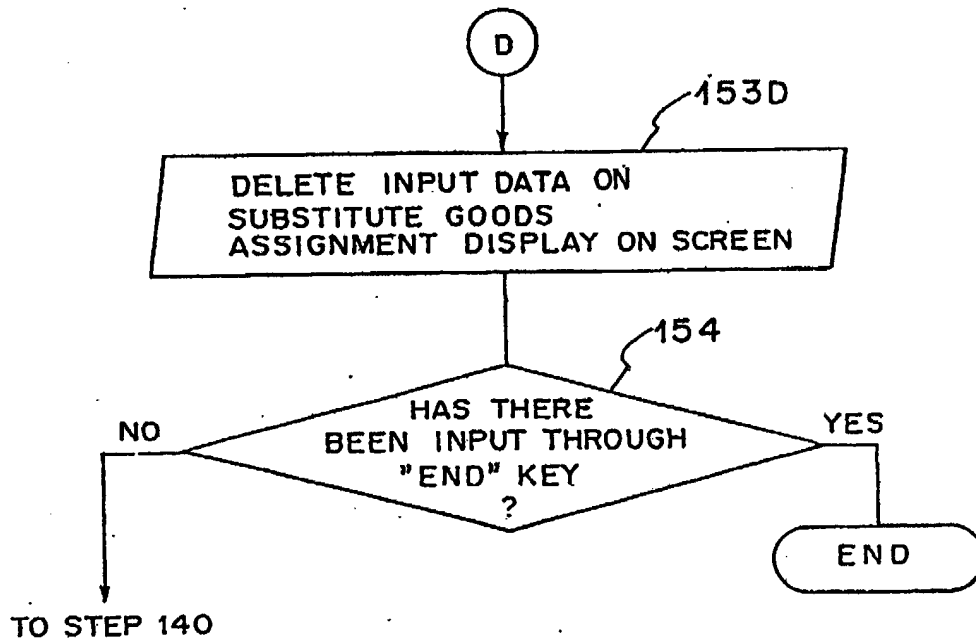 D
153D
DELETE INPUT DATA ON
SUBSTITUTE GOODS
ASSIGNMENT DISPLAY ON SCREEN
154
HAS THERE
BEEN INPUT THROUGH
"END" KEY
?
NO
YES
END
TO STEP 140